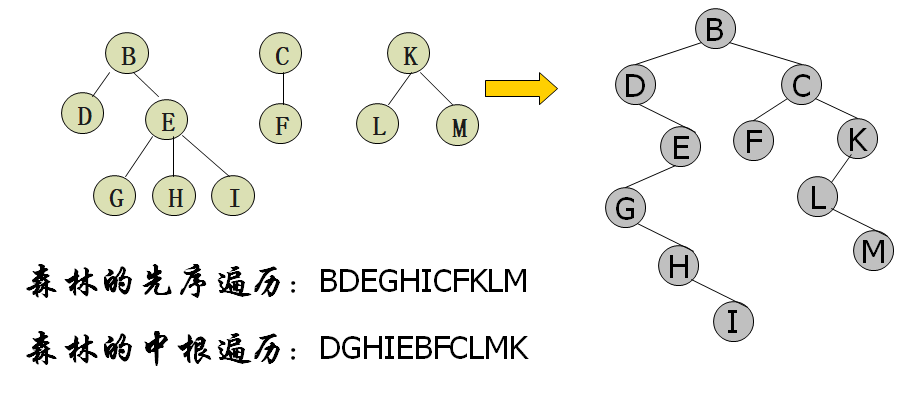 B C K
D E F L M
G H I
B
D C
E F K
G L
H M
I
森林的先序遍历：BDEGHICFKLM
森林的中根遍历：DGHIEBFCLMK